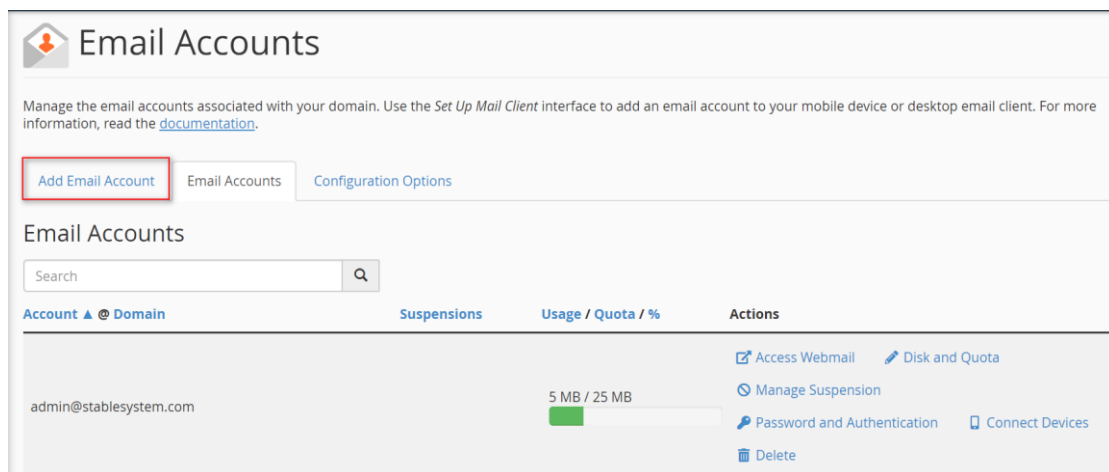 Email Accounts
Manage the email accounts associated with your domain. Use the Set Up Mail Client interface to add an email account to your mobile device or desktop email client. For more
information, read the documentation.
Add Email Account Email Accounts Configuration Options
Email Accounts
Search
Account ▲ @ Domain Suspensions Usage / Quota / % Actions
Access Webmail Disk and Quota
Manage Suspension
admin@stablesystem.com 5 MB / 25 MB
Password and Authentication Connect Devices
Delete